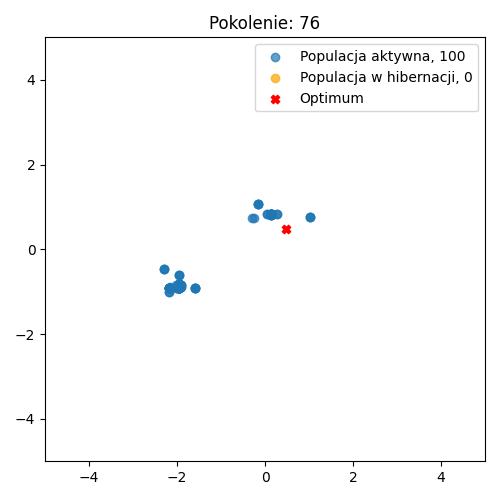 Pokolenie: 76
Populacja aktywna, 100
Populacja w hibernacji, 0
Optimum
4
2
0
−2
−4
−4 −2 0 2 4